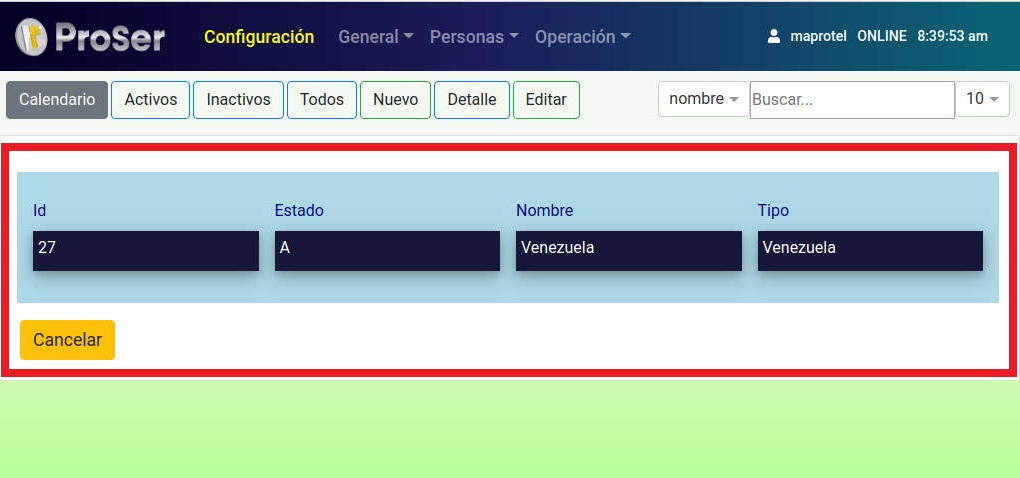 ProSer Configuración General Personas Operación maprotel ONLINE 8:39:53 am
Calendario Activos Inactivos Todos Nuevo Detalle Editar nombre Buscar... 10
Id Estado Nombre Tipo
27 A Venezuela Venezuela
Cancelar